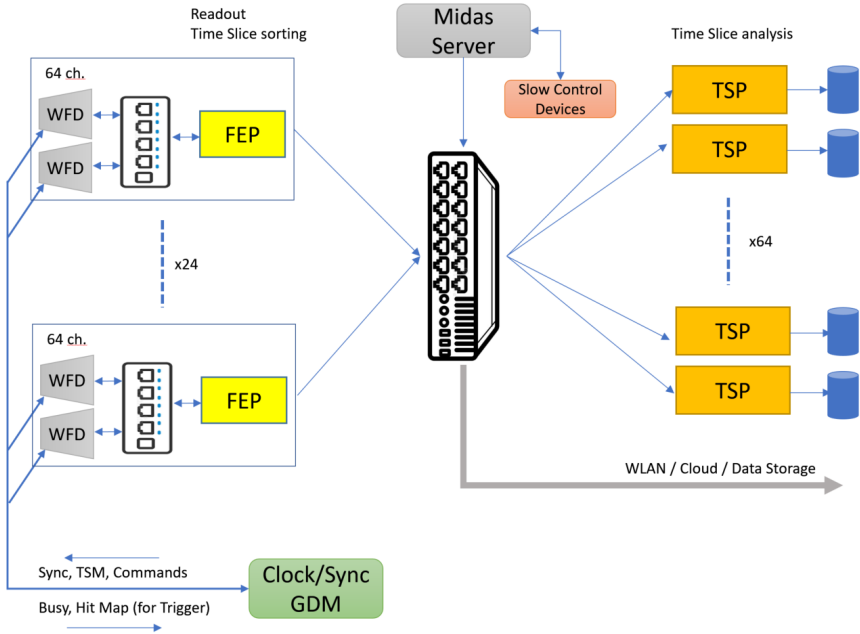 Readout
Time Slice sorting
Midas
Server
Time Slice analysis
Slow Control
Devices
64 ch.
WFD
WFD
FEP
TSP
TSP
x24
x64
64 ch.
WFD
WFD
FEP
TSP
TSP
WLAN / Cloud / Data Storage
Sync, TSM, Commands
Busy, Hit Map (for Trigger)
Clock/Sync
GDM